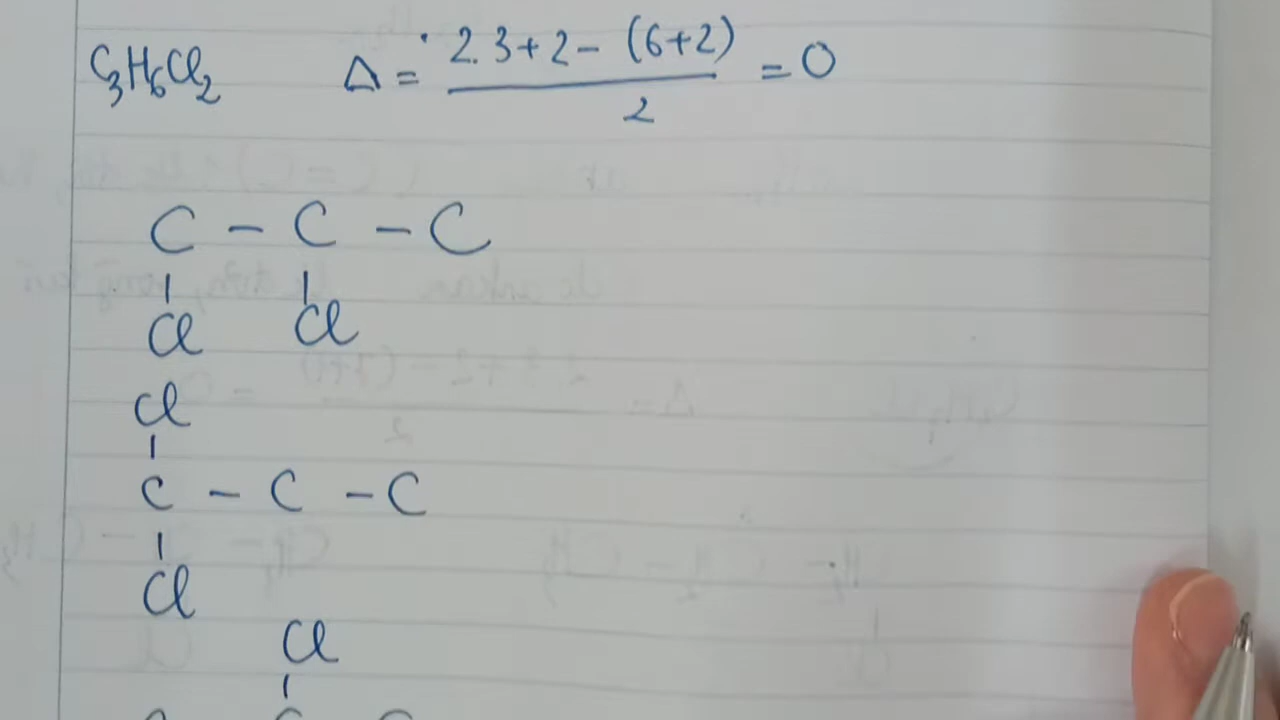 C₃H₆Cl₂ Δ = 2.3+2-(6+2) / 2 = 0
C - C - C
Cl Cl
Cl
C - C - C
Cl
Cl
C C C